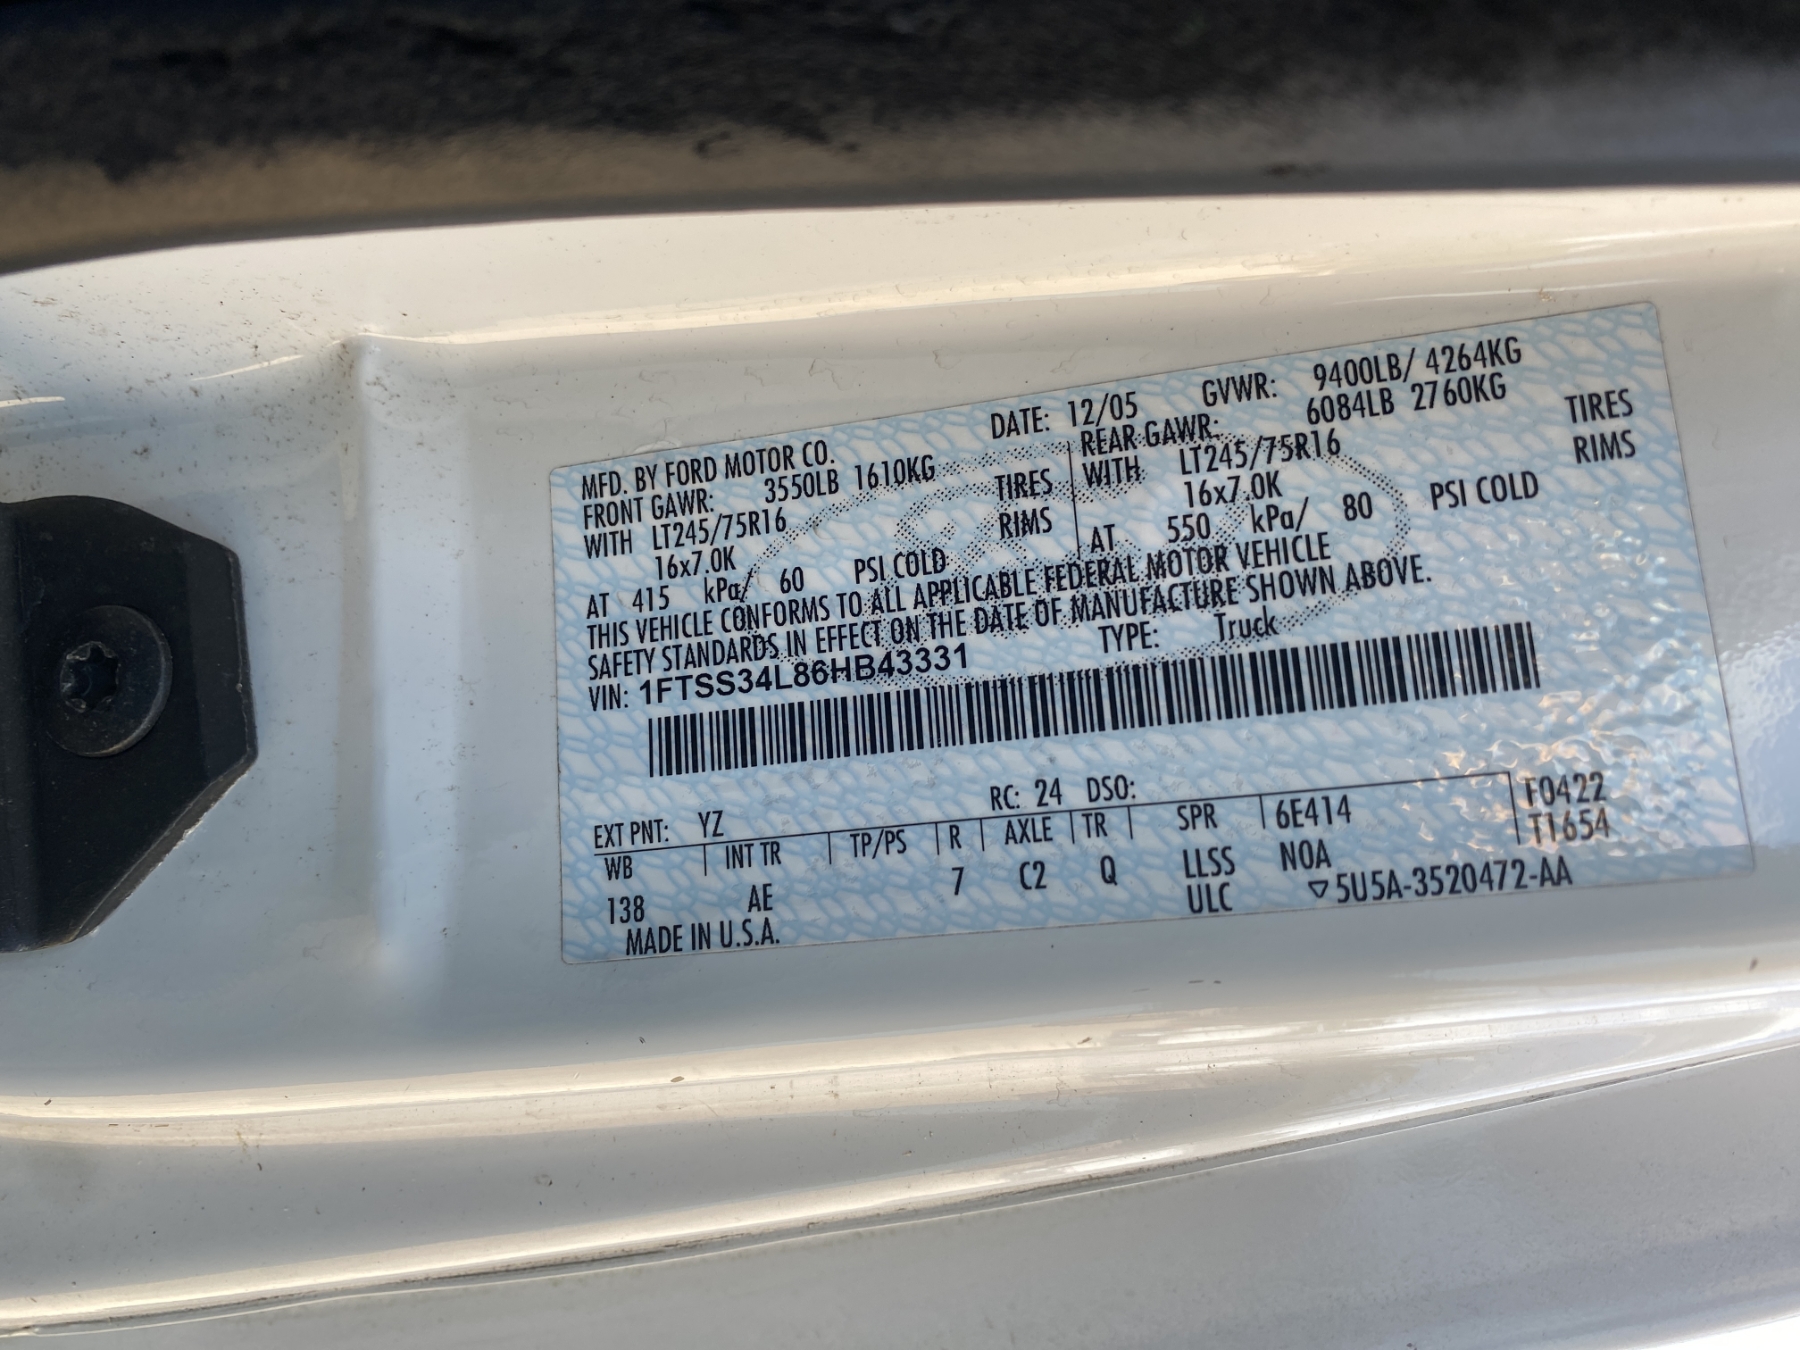 MFD. BY FORD MOTOR CO. DATE: 12/05 GVWR: 9400LB/ 4264KG
FRONT GAWR: 3550LB 1610KG REAR GAWR: 6084LB 2760KG
WITH LT245/75R16 TIRES WITH LT245/75R16 TIRES
16x7.0K RIMS 16x7.0K RIMS
AT 415 kPa/ 60 PSI COLD AT 550 kPa/ 80 PSI COLD
THIS VEHICLE CONFORMS TO ALL APPLICABLE FEDERAL MOTOR VEHICLE
SAFETY STANDARDS IN EFFECT ON THE DATE OF MANUFACTURE SHOWN ABOVE.
VIN: 1FTSS34L86HB43331 TYPE: Truck
EXT PNT: YZ RC: 24 DSO:
WB INT TR TP/PS R AXLE TR SPR 6E414 F0422
T1654
138 AE 7 C2 Q LLSS NOA
MADE IN U.S.A. ULC ▽5U5A-3520472-AA